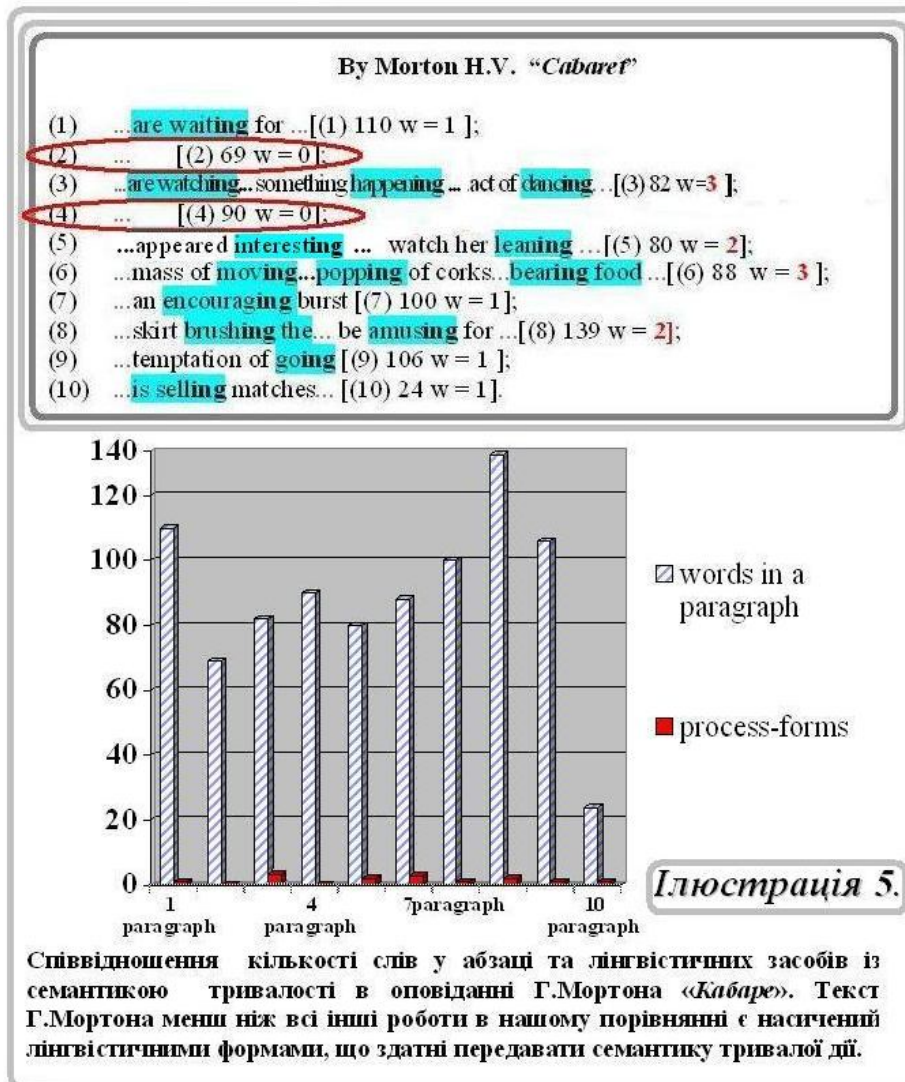 By Morton H.V. “Cabaret”
(1) ...are waiting for ...[(1) 110 w = 1 ];
(2) ... [(2) 69 w = 0];
(3) ...are watching...something happening ... act of dancing...[(3) 82 w=3 ];
(4) ... [(4) 90 w = 0];
(5) ...appeared interesting ... watch her leaning ...[(5) 80 w = 2];
(6) ...mass of moving...popping of corks...bearing food ...[(6) 88 w = 3 ];
(7) ...an encouraging burst [(7) 100 w = 1];
(8) ...skirt brushing the... be amusing for ...[(8) 139 w = 2];
(9) ...temptation of going [(9) 106 w = 1 ];
(10) ...is selling matches... [(10) 24 w = 1].
140
120
100
80
60
40
20
0
words in a
paragraph
process-forms
1 4 7paragraph 10
paragraph paragraph paragraph
Ілюстрація 5.
Співвідношення кількості слів у абзаці та лінгвістичних засобів із
семантикою тривалості в оповіданні Г.Мортона «Кабаре». Текст
Г.Мортона менш ніж всі інші роботи в нашому порівнянні є насичений
лінгвістичними формами, що здатні передавати семантику тривалої дії.